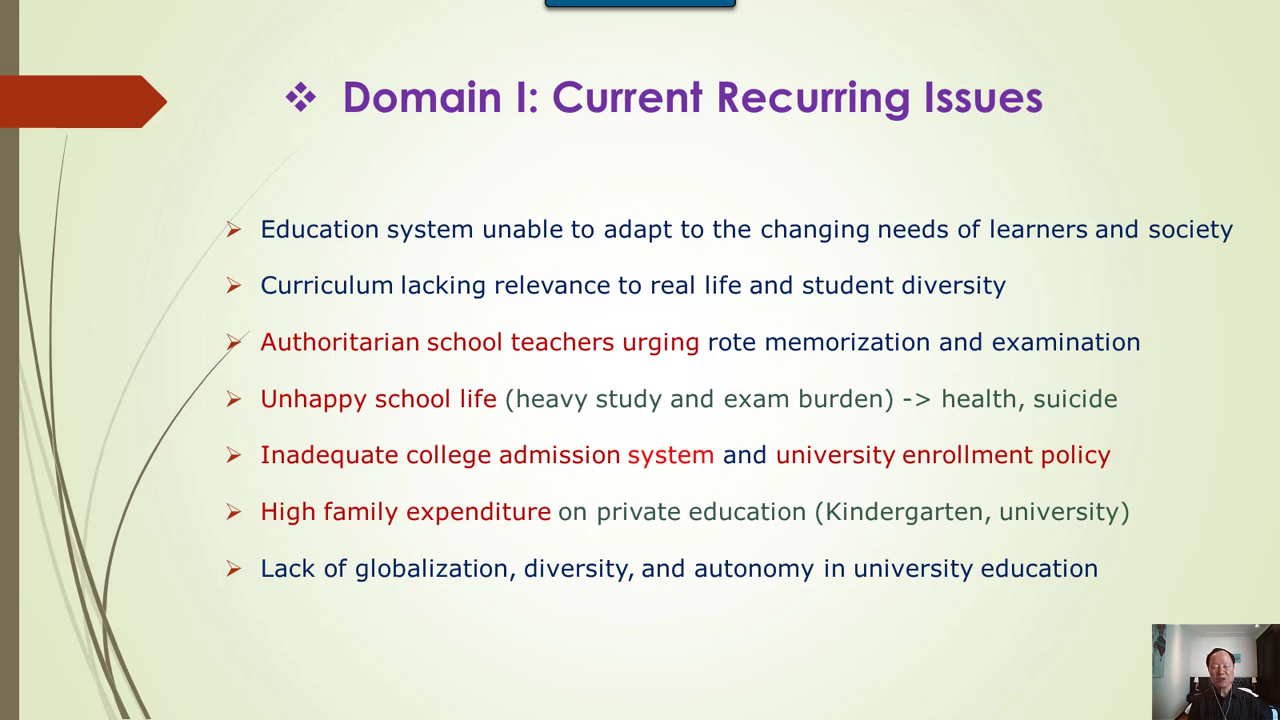 ❖ Domain I: Current Recurring Issues
➢ Education system unable to adapt to the changing needs of learners and society
➢ Curriculum lacking relevance to real life and student diversity
➢ Authoritarian school teachers urging rote memorization and examination
➢ Unhappy school life (heavy study and exam burden) -> health, suicide
➢ Inadequate college admission system and university enrollment policy
➢ High family expenditure on private education (Kindergarten, university)
➢ Lack of globalization, diversity, and autonomy in university education